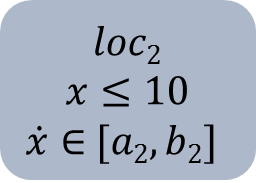 loc₂
x ≤ 10
ẋ ∈ [a₂, b₂]